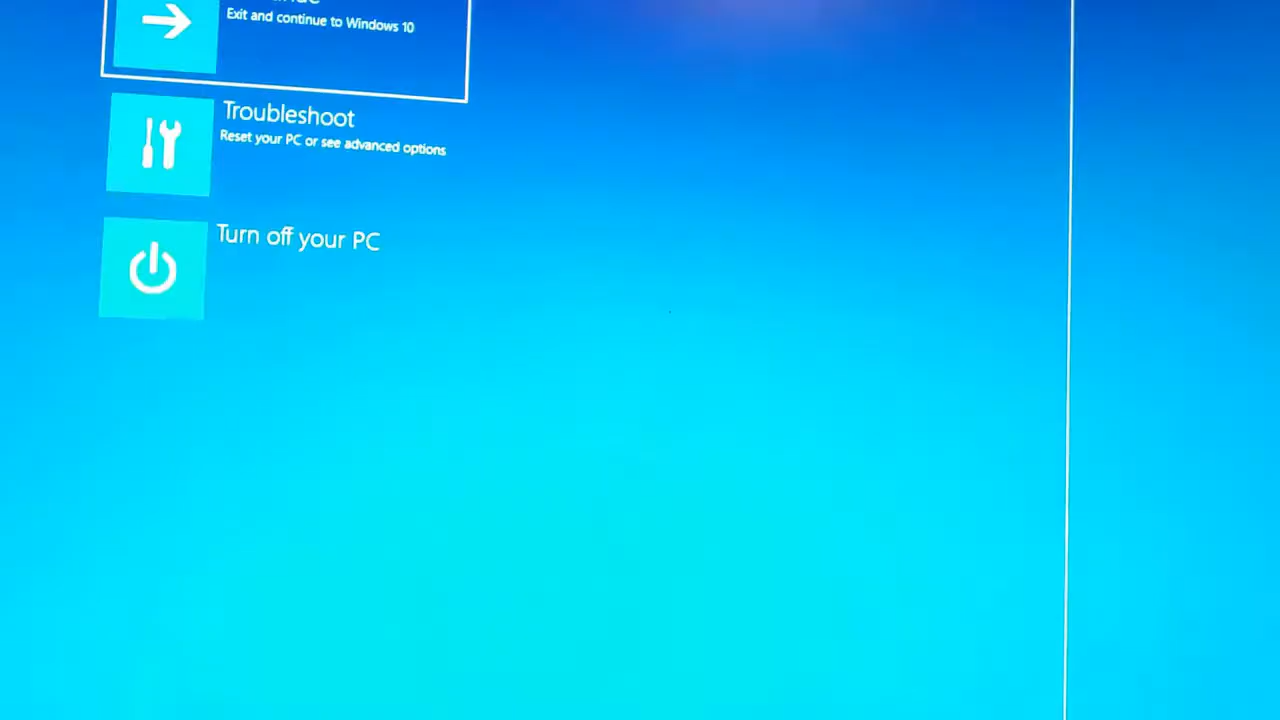 Exit and continue to Windows 10
Troubleshoot
Reset your PC or see advanced options
Turn off your PC